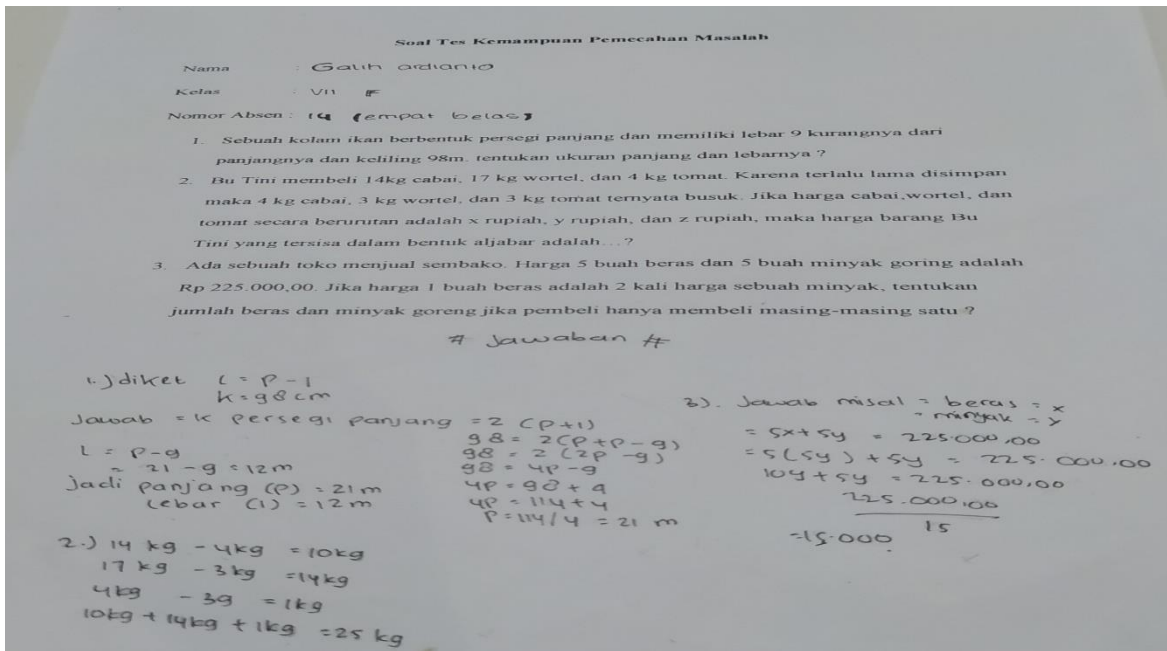 Soal Tes Kemampuan Pemecahan Masalah
Nama : Galih ardianto
Kelas : VII F
Nomor Absen : 14 (empat belas)
1. Sebuah kolam ikan berbentuk persegi panjang dan memiliki lebar 9 kurangnya dari
panjangnya dan keliling 98m. tentukan ukuran panjang dan lebarnya ?
2. Bu Tini membeli 14kg cabai, 17 kg wortel, dan 4 kg tomat. Karena terlalu lama disimpan
maka 4 kg cabai, 3 kg wortel, dan 3 kg tomat ternyata busuk. Jika harga cabai,wortel, dan
tomat secara berurutan adalah x rupiah, y rupiah, dan z rupiah, maka harga barang Bu
Tini yang tersisa dalam bentuk aljabar adalah...?
3. Ada sebuah toko menjual sembako. Harga 5 buah beras dan 5 buah minyak goring adalah
Rp 225.000,00. Jika harga 1 buah beras adalah 2 kali harga sebuah minyak, tentukan
jumlah beras dan minyak goreng jika pembeli hanya membeli masing-masing satu ?
# Jawaban #
1.) diket l = P - 1
k = 98 cm
Jawab = K persegi panjang = 2 (p+l)
98 = 2(p+p-9)
98 = 2 (2p-9)
98 = 4p - 9
4p = 98 + 9
4p = 114 + 4
P = 114/4 = 21 m
L = P-9
= 21 - 9 = 12m
Jadi panjang (p) = 21 m
Lebar (l) = 12 m
2.) 14 kg - 4kg = 10kg
17 kg - 3kg = 14kg
4kg - 3g = 1kg
10kg + 14kg + 1kg = 25 kg
3). Jawab misal = beras = x
= minyak = y
= 5x + 5y = 225.000,00
= 5(5y) + 5y = 225.000,00
10y + 5y = 225.000,00
225.000,00
15
=15.000